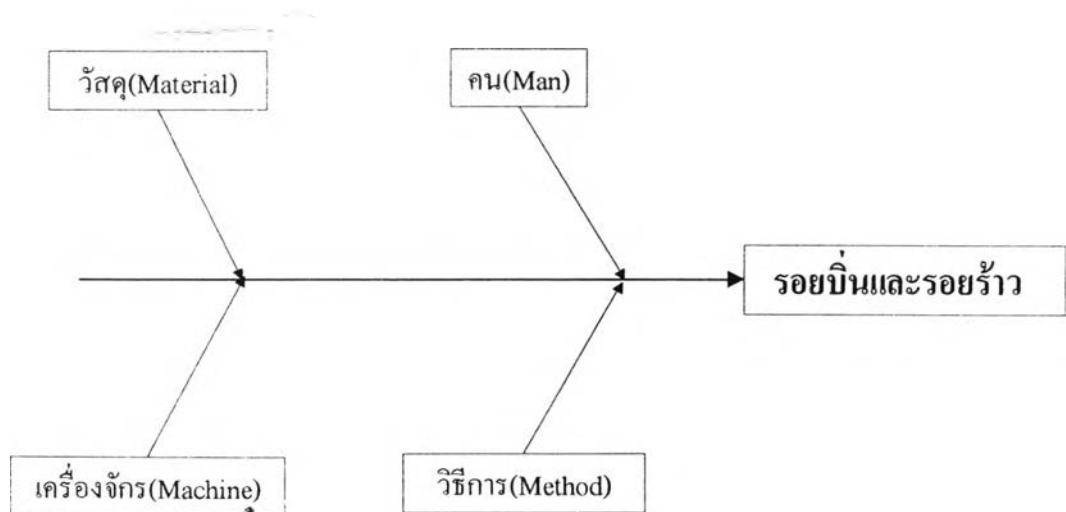 วัสดุ(Material)
คน(Man)
รอยบิ่นและรอยร้าว
เครื่องจักร(Machine)
วิธีการ(Method)